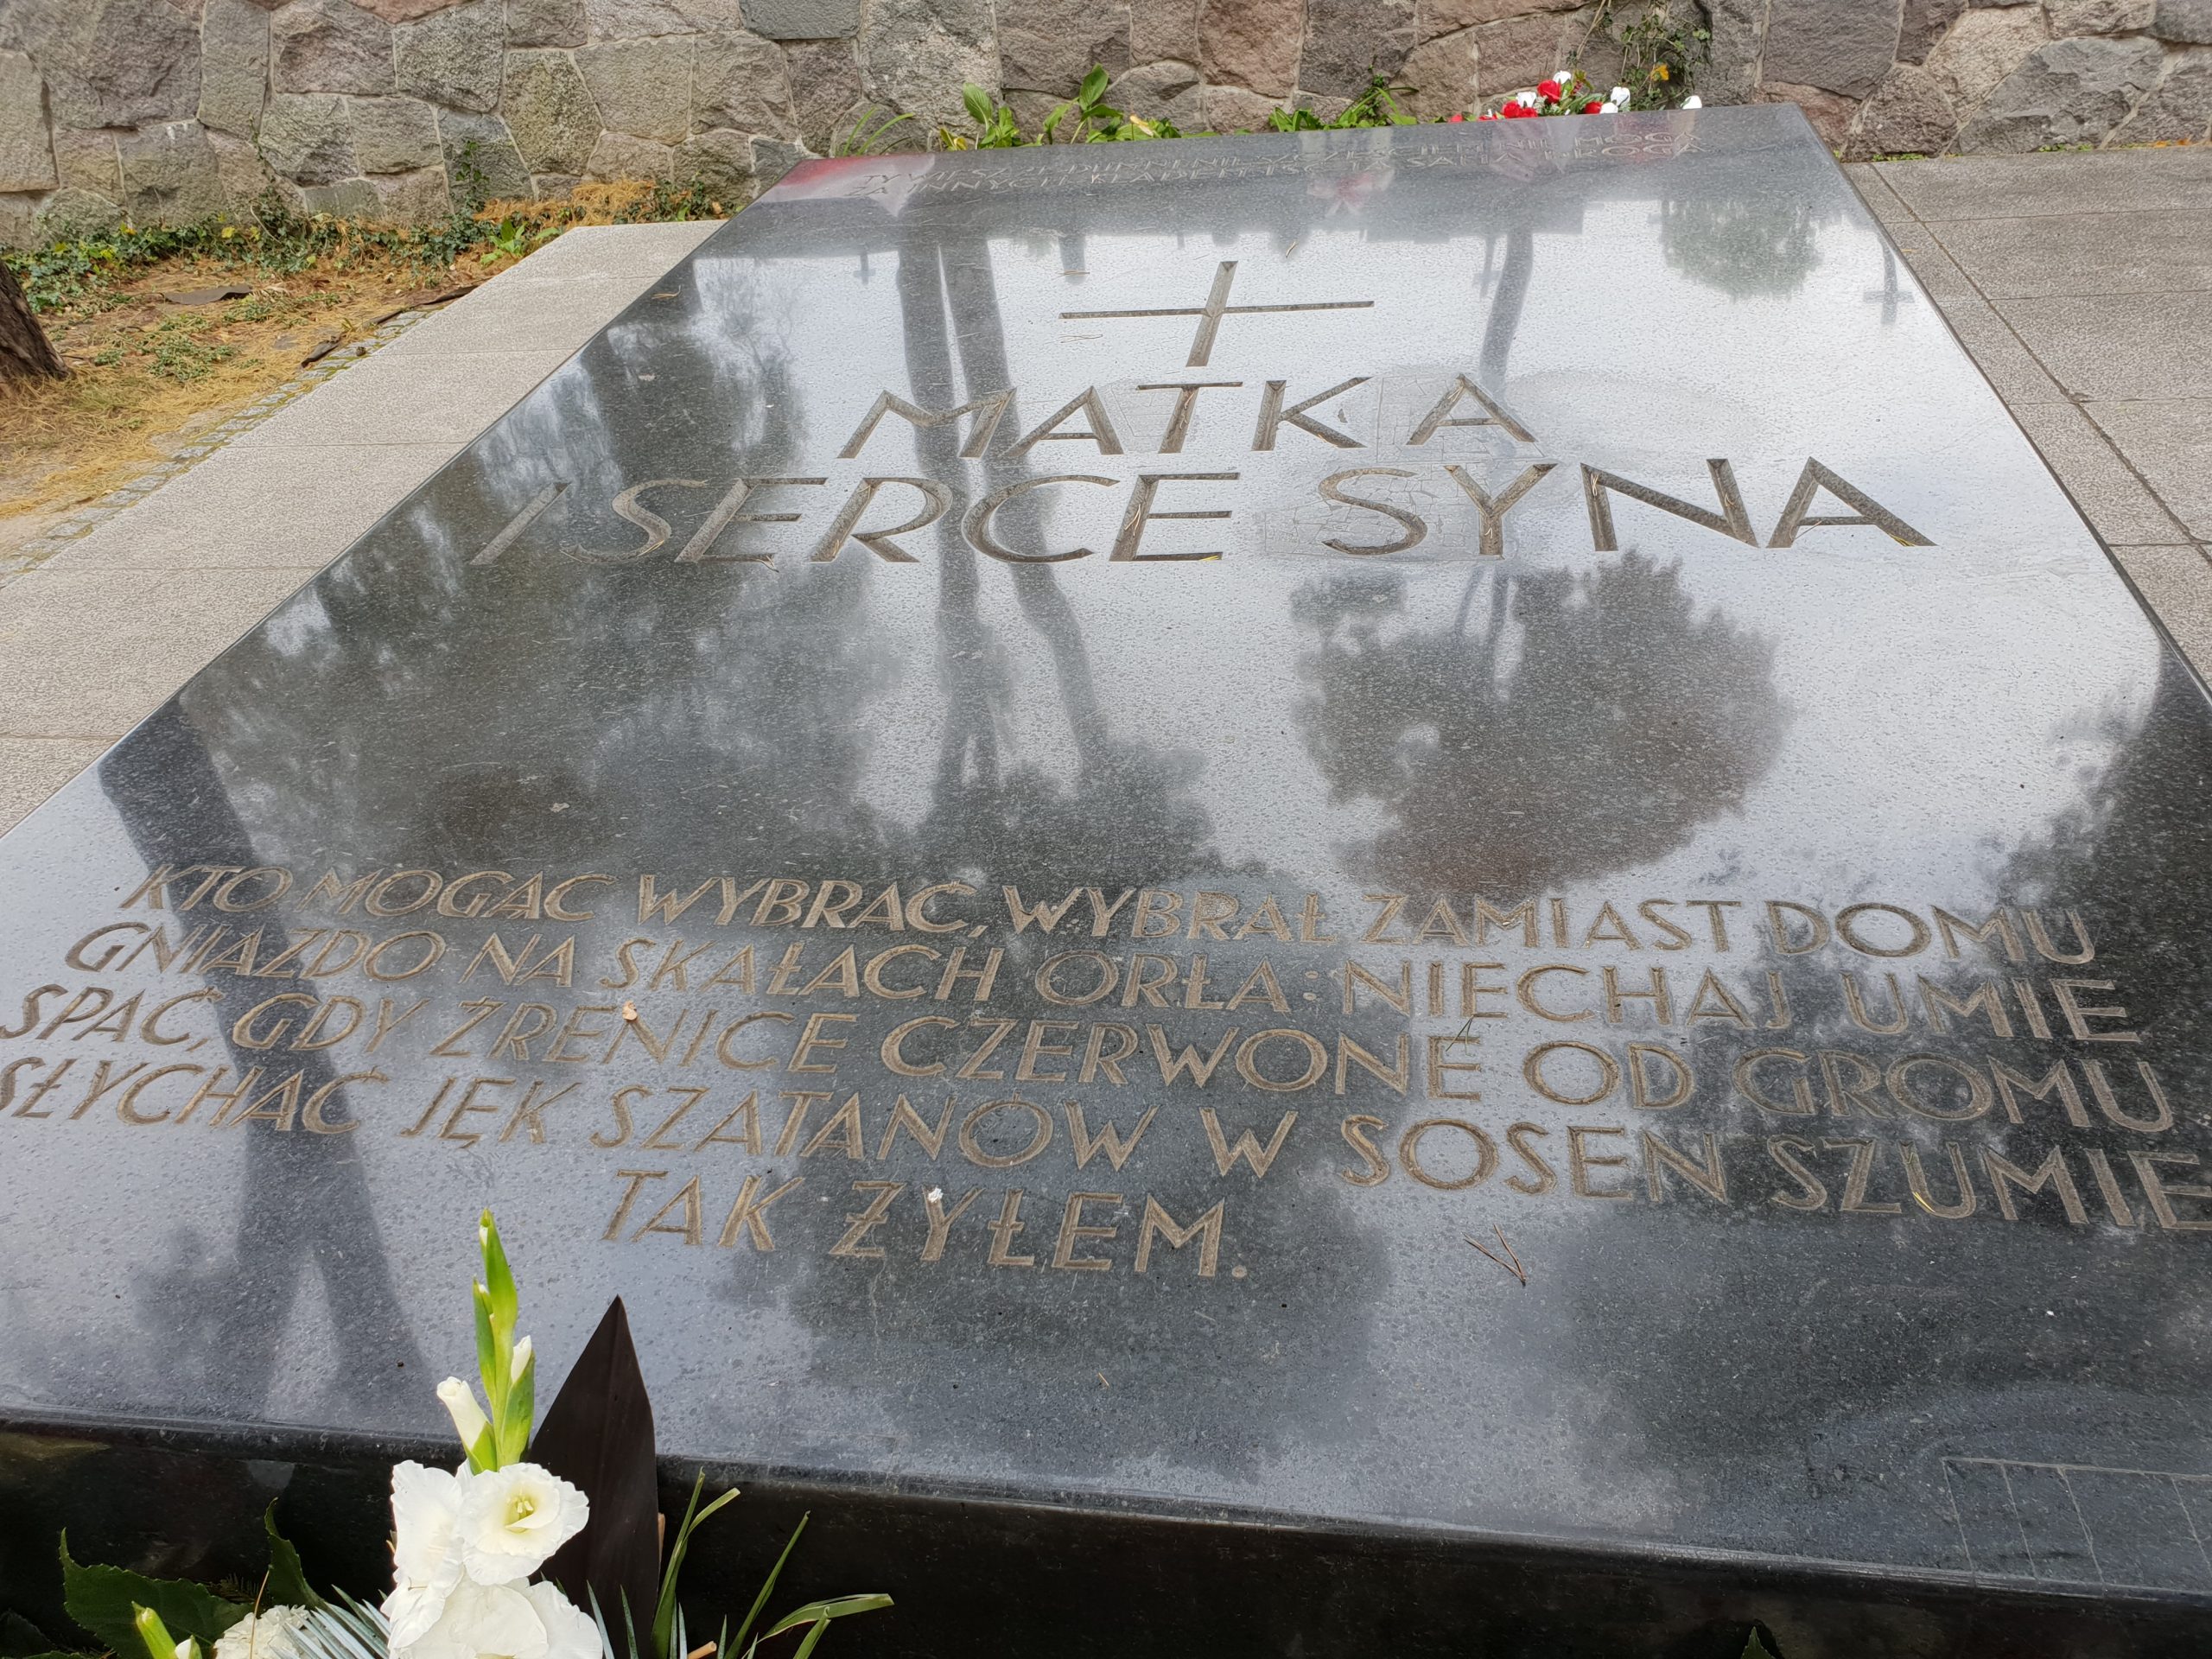 MATKA
I SERCE SYNA
KTO MOGĄC WYBRAĆ, WYBRAŁ ZAMIAST DOMU
GNIAZDO NA SKAŁACH ORŁA: NIECHAJ UMIE
SPAĆ, GDY ŹRENICE CZERWONE OD GROMU
SŁYCHAĆ JĘK SZATANÓW W SOSEN SZUMIE
TAK ŻYŁEM.